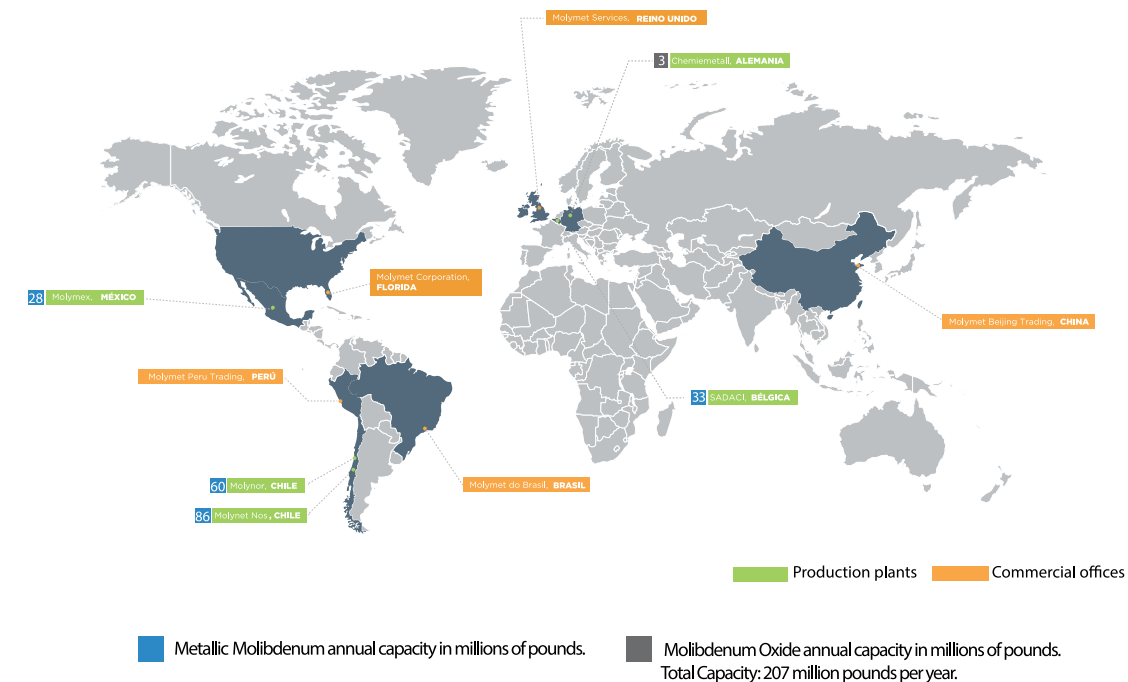 Molymet Services, REINO UNIDO
3 Chemiemetall, ALEMANIA
Molymet Corporation,
FLORIDA
28 Molymex, MÉXICO
Molymet Beijing Trading, CHINA
Molymet Perú Trading, PERÚ
33 SADACI, BÉLGICA
60 Molynor, CHILE
Molymet do Brasil, BRASIL
86 Molynet Nos, CHILE
Production plants
Commercial offices
Metallic Molibdenum annual capacity in millions of pounds.
Molibdenum Oxide annual capacity in millions of pounds.
Total Capacity: 207 million pounds per year.